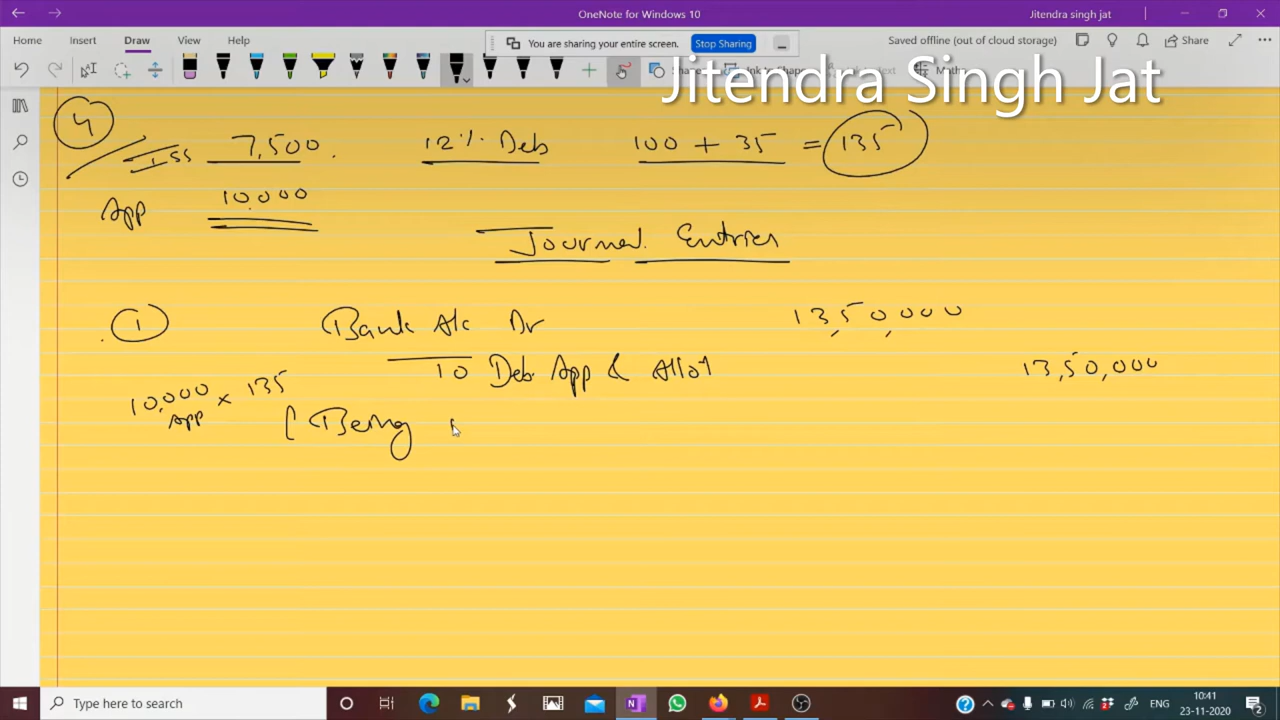 OneNote for Windows 10
Jitendra singh jat
Home Insert Draw View Help
You are sharing your entire screen. Stop Sharing
Saved offline (out of cloud storage)
Share
Jitendra Singh Jat
4
Iss 7,500. 12% Deb 100 + 35 = 135
App 10,000
Journal Entries
1 Bank A/c Dr 13,50,000
To Deb. App & Allot 13,50,000
10,000 × 135
App
( Being
Type here to search
ENG
10:41
23-11-2020
2